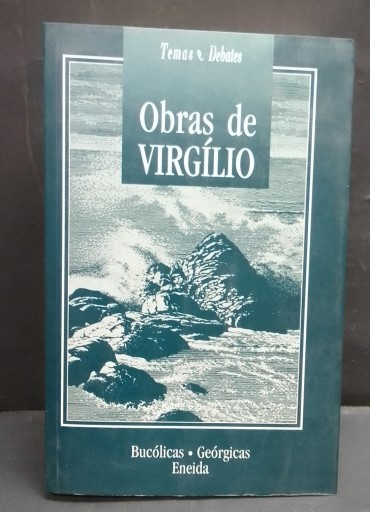 Temas e Debates
Obras de
VIRGÍLIO
Bucólicas • Geórgicas
Eneida